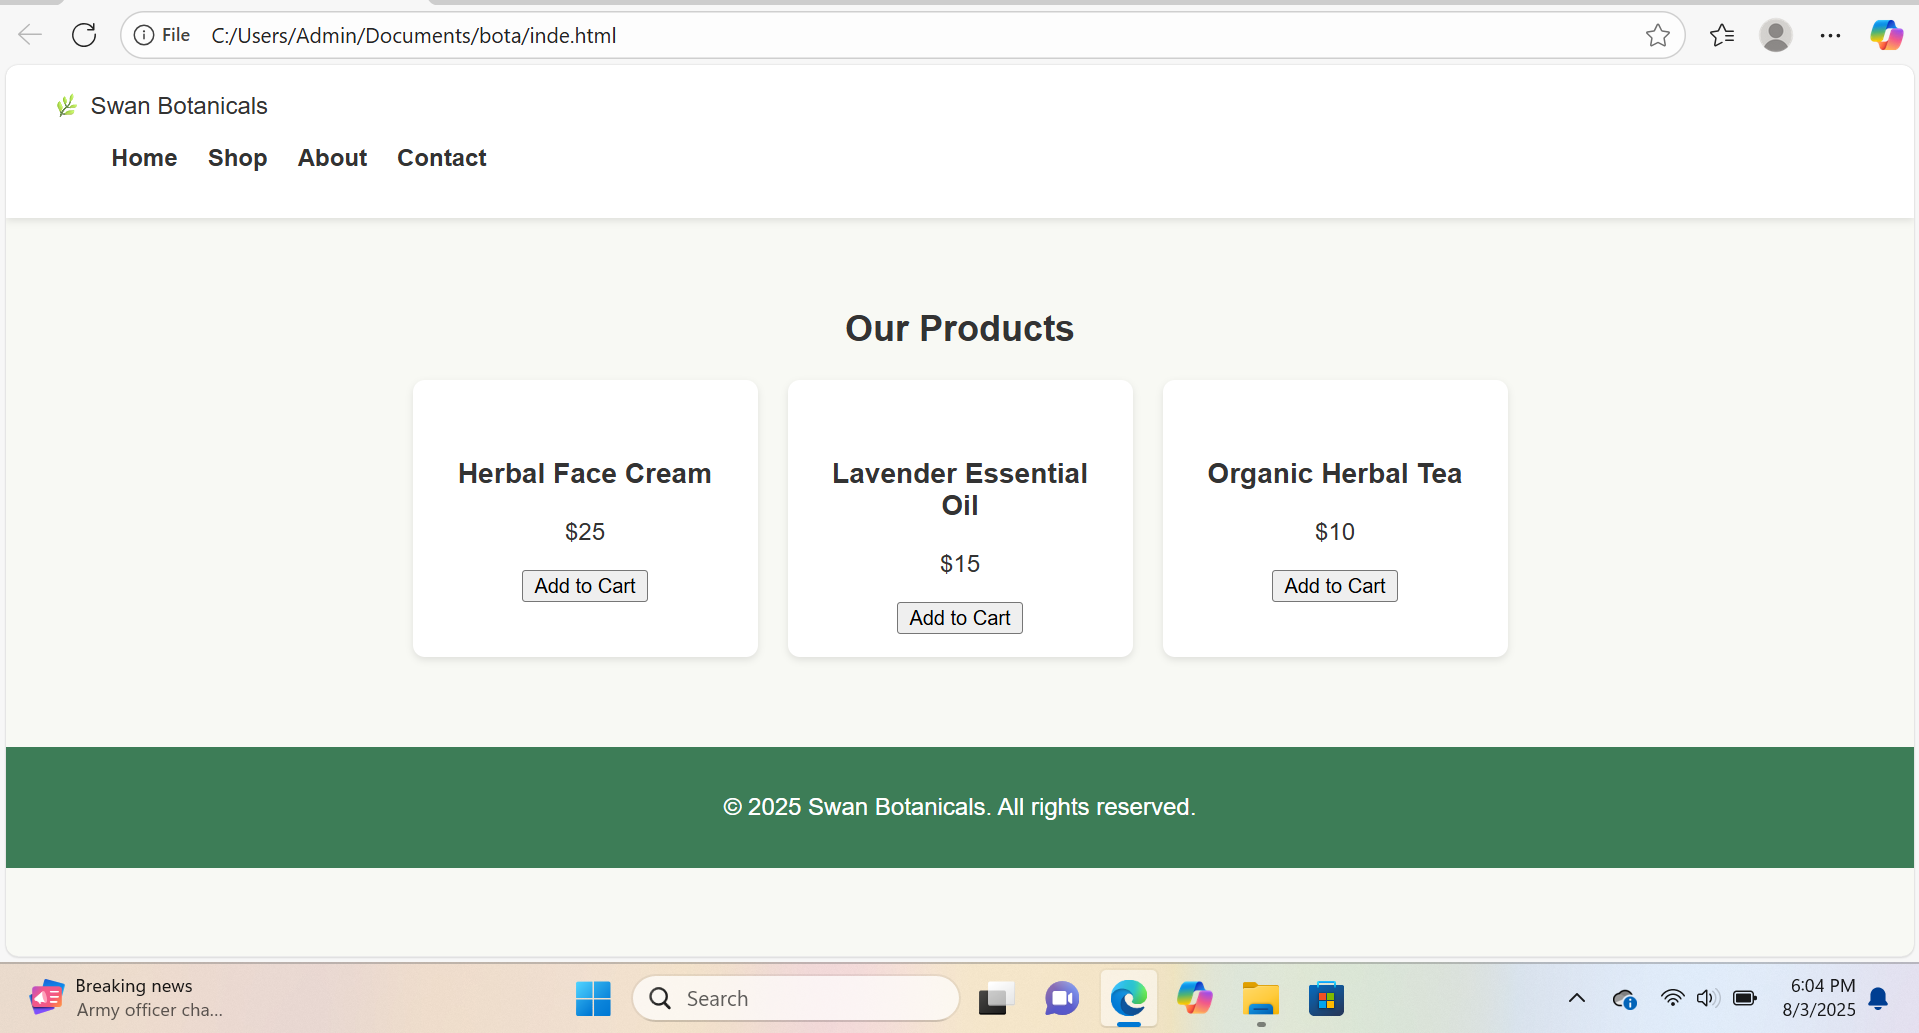 File C:/Users/Admin/Documents/bota/inde.html
Swan Botanicals
Home Shop About Contact
Our Products
Herbal Face Cream
$25
Add to Cart
Lavender Essential
Oil
$15
Add to Cart
Organic Herbal Tea
$10
Add to Cart
© 2025 Swan Botanicals. All rights reserved.
Breaking news
Army officer cha...
Search
6:04 PM
8/3/2025